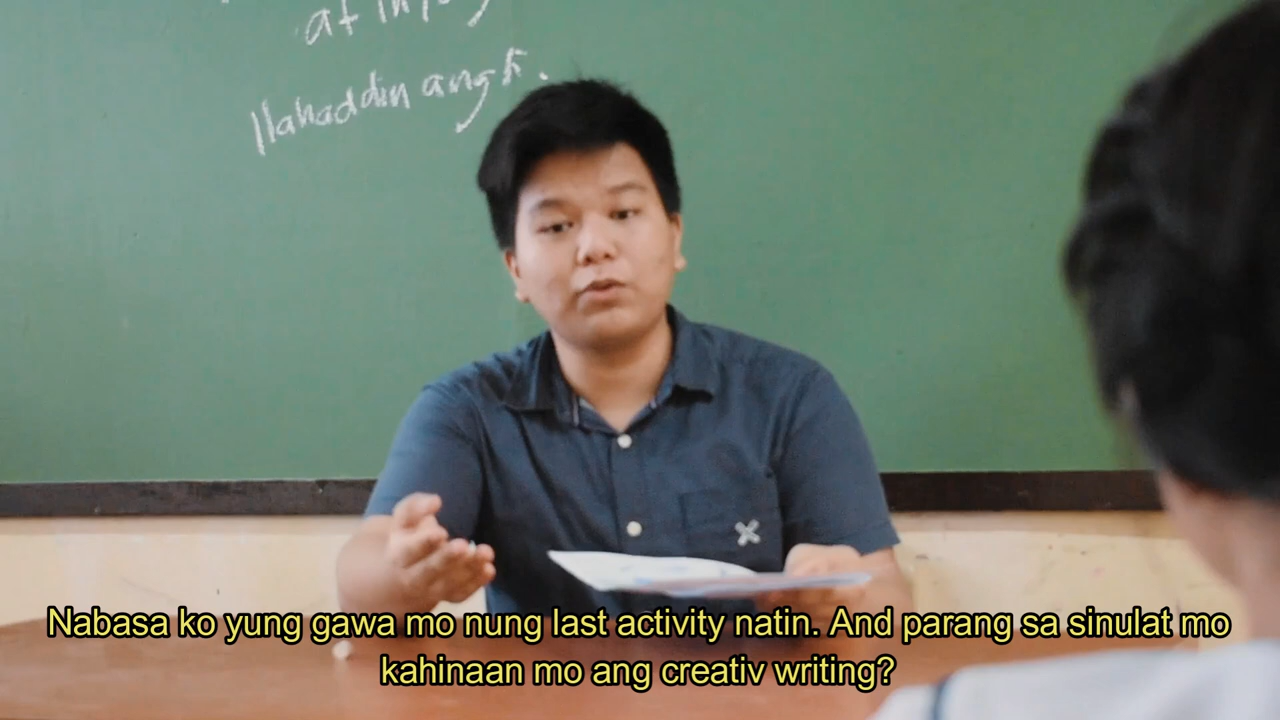 at
ang
Nabasa ko yung gawa mo nung last activity natin. And parang sa sinulat mo
kahinaan mo ang creativ writing?